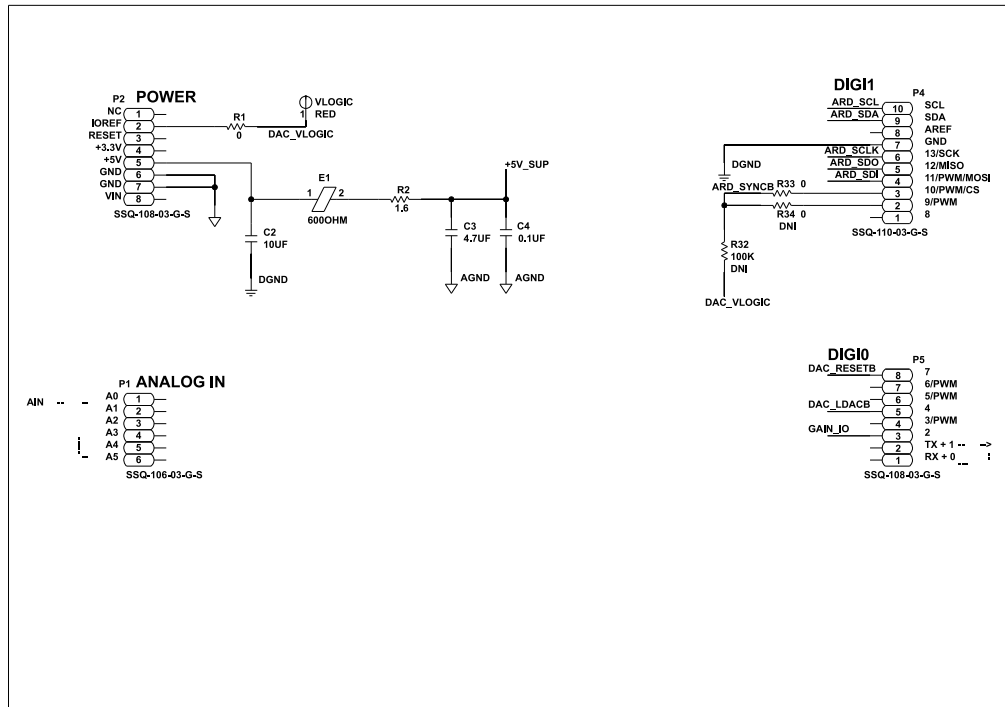 P2 POWER
NC 1
IOREF 2
RESET 3
+3.3V 4
+5V 5
GND 6
GND 7
VIN 8
SSQ-108-03-G-S
R1
0
1
VLOGIC
RED
DAC_VLOGIC
C2
10UF
DGND
E1
1 2
600OHM
R2
1.6
+5V_SUP
C3
4.7UF
AGND
C4
0.1UF
AGND
DIGI1
P4
ARD_SCL 10 SCL
ARD_SDA 9 SDA
8 AREF
7 GND
DGND
ARD_SCLK 6 13/SCK
ARD_SDO 5 12/MISO
ARD_SDI 4 11/PWM/MOSI
ARD_SYNCB R33 0 3 10/PWM/CS
2 9/PWM
R34 0
DNI
1 8
SSQ-110-03-G-S
R32
100K
DNI
DAC_VLOGIC
P1 ANALOG IN
AIN
A0 1
A1 2
A2 3
A3 4
A4 5
A5 6
SSQ-106-03-G-S
DIGI0
P5
DAC_RESETB 8 7
7 6/PWM
6 5/PWM
DAC_LDACB 5 4
4 3/PWM
GAIN_IO 3 2
2 TX + 1
1 RX + 0
SSQ-108-03-G-S